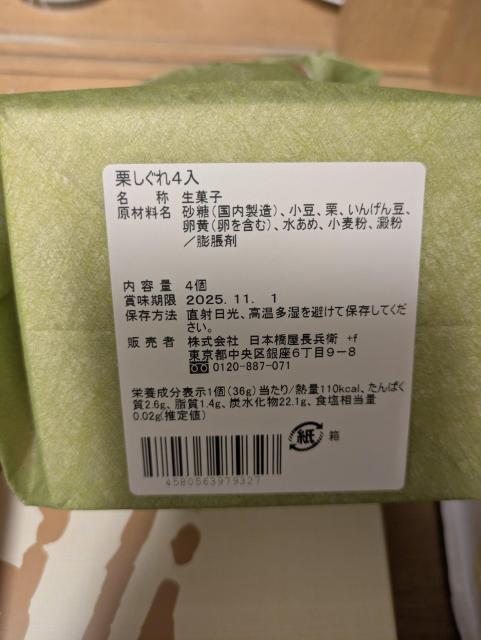 栗しぐれ4入
名　　称　生菓子
原材料名　砂糖(国内製造)、小豆、栗、いんげん豆、
卵黄(卵を含む)、水あめ、小麦粉、澱粉
／膨脹剤
内 容 量　4個
賞味期限　2025. 11.　1
保存方法　直射日光、高温多湿を避けて保存してくだ
さい。
販 売 者　株式会社　日本橋屋長兵衛　+f
東京都中央区銀座6丁目9－8
0120-887-071
栄養成分表示1個(36g)当たり/熱量110kcal、たんぱく
質2.6g、脂質1.4g、炭水化物22.1g、食塩相当量
0.02g(推定値)
紙 箱
4580563979327